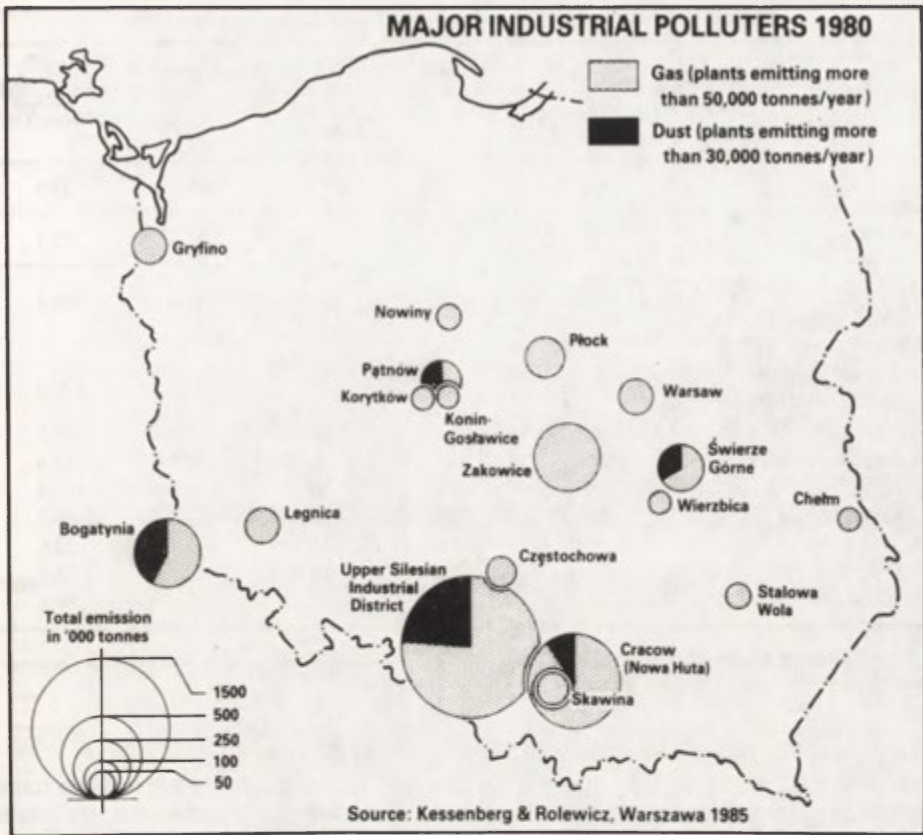 MAJOR INDUSTRIAL POLLUTERS 1980
Gas (plants emitting more
than 50,000 tonnes/year)
Dust (plants emitting more
than 30,000 tonnes/year)
Gryfino
Nowiny
Płock
Pątnów
Korytków
Warsaw
Konin-
Gosławice
Zakowice
Świerze
Górne
Wierzbica
Chełm
Legnica
Bogatynia
Częstochowa
Upper Silesian
Industrial
District
Stalowa
Wola
Cracow
(Nowa Huta)
Skawina
Total emission
in '000 tonnes
1500
500
250
100
50
Source: Kessenberg & Rolewicz, Warszawa 1985